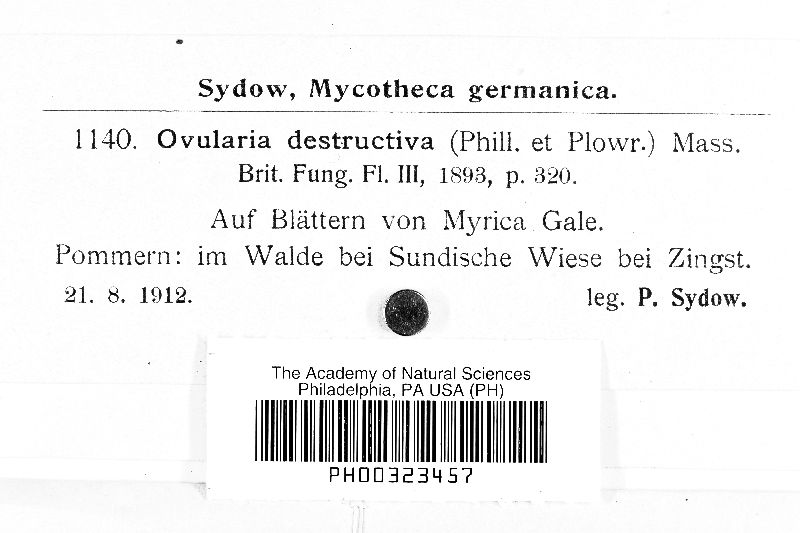 Sydow, Mycotheca germanica.
1140. Ovularia destructiva (Phill. et Plowr.) Mass.
Brit. Fung. Fl. III, 1893, p. 320.
Auf Blättern von Myrica Gale.
Pommern: im Walde bei Sundische Wiese bei Zingst.
21. 8. 1912. leg. P. Sydow.
The Academy of Natural Sciences
Philadelphia, PA USA (PH)
PH00323457